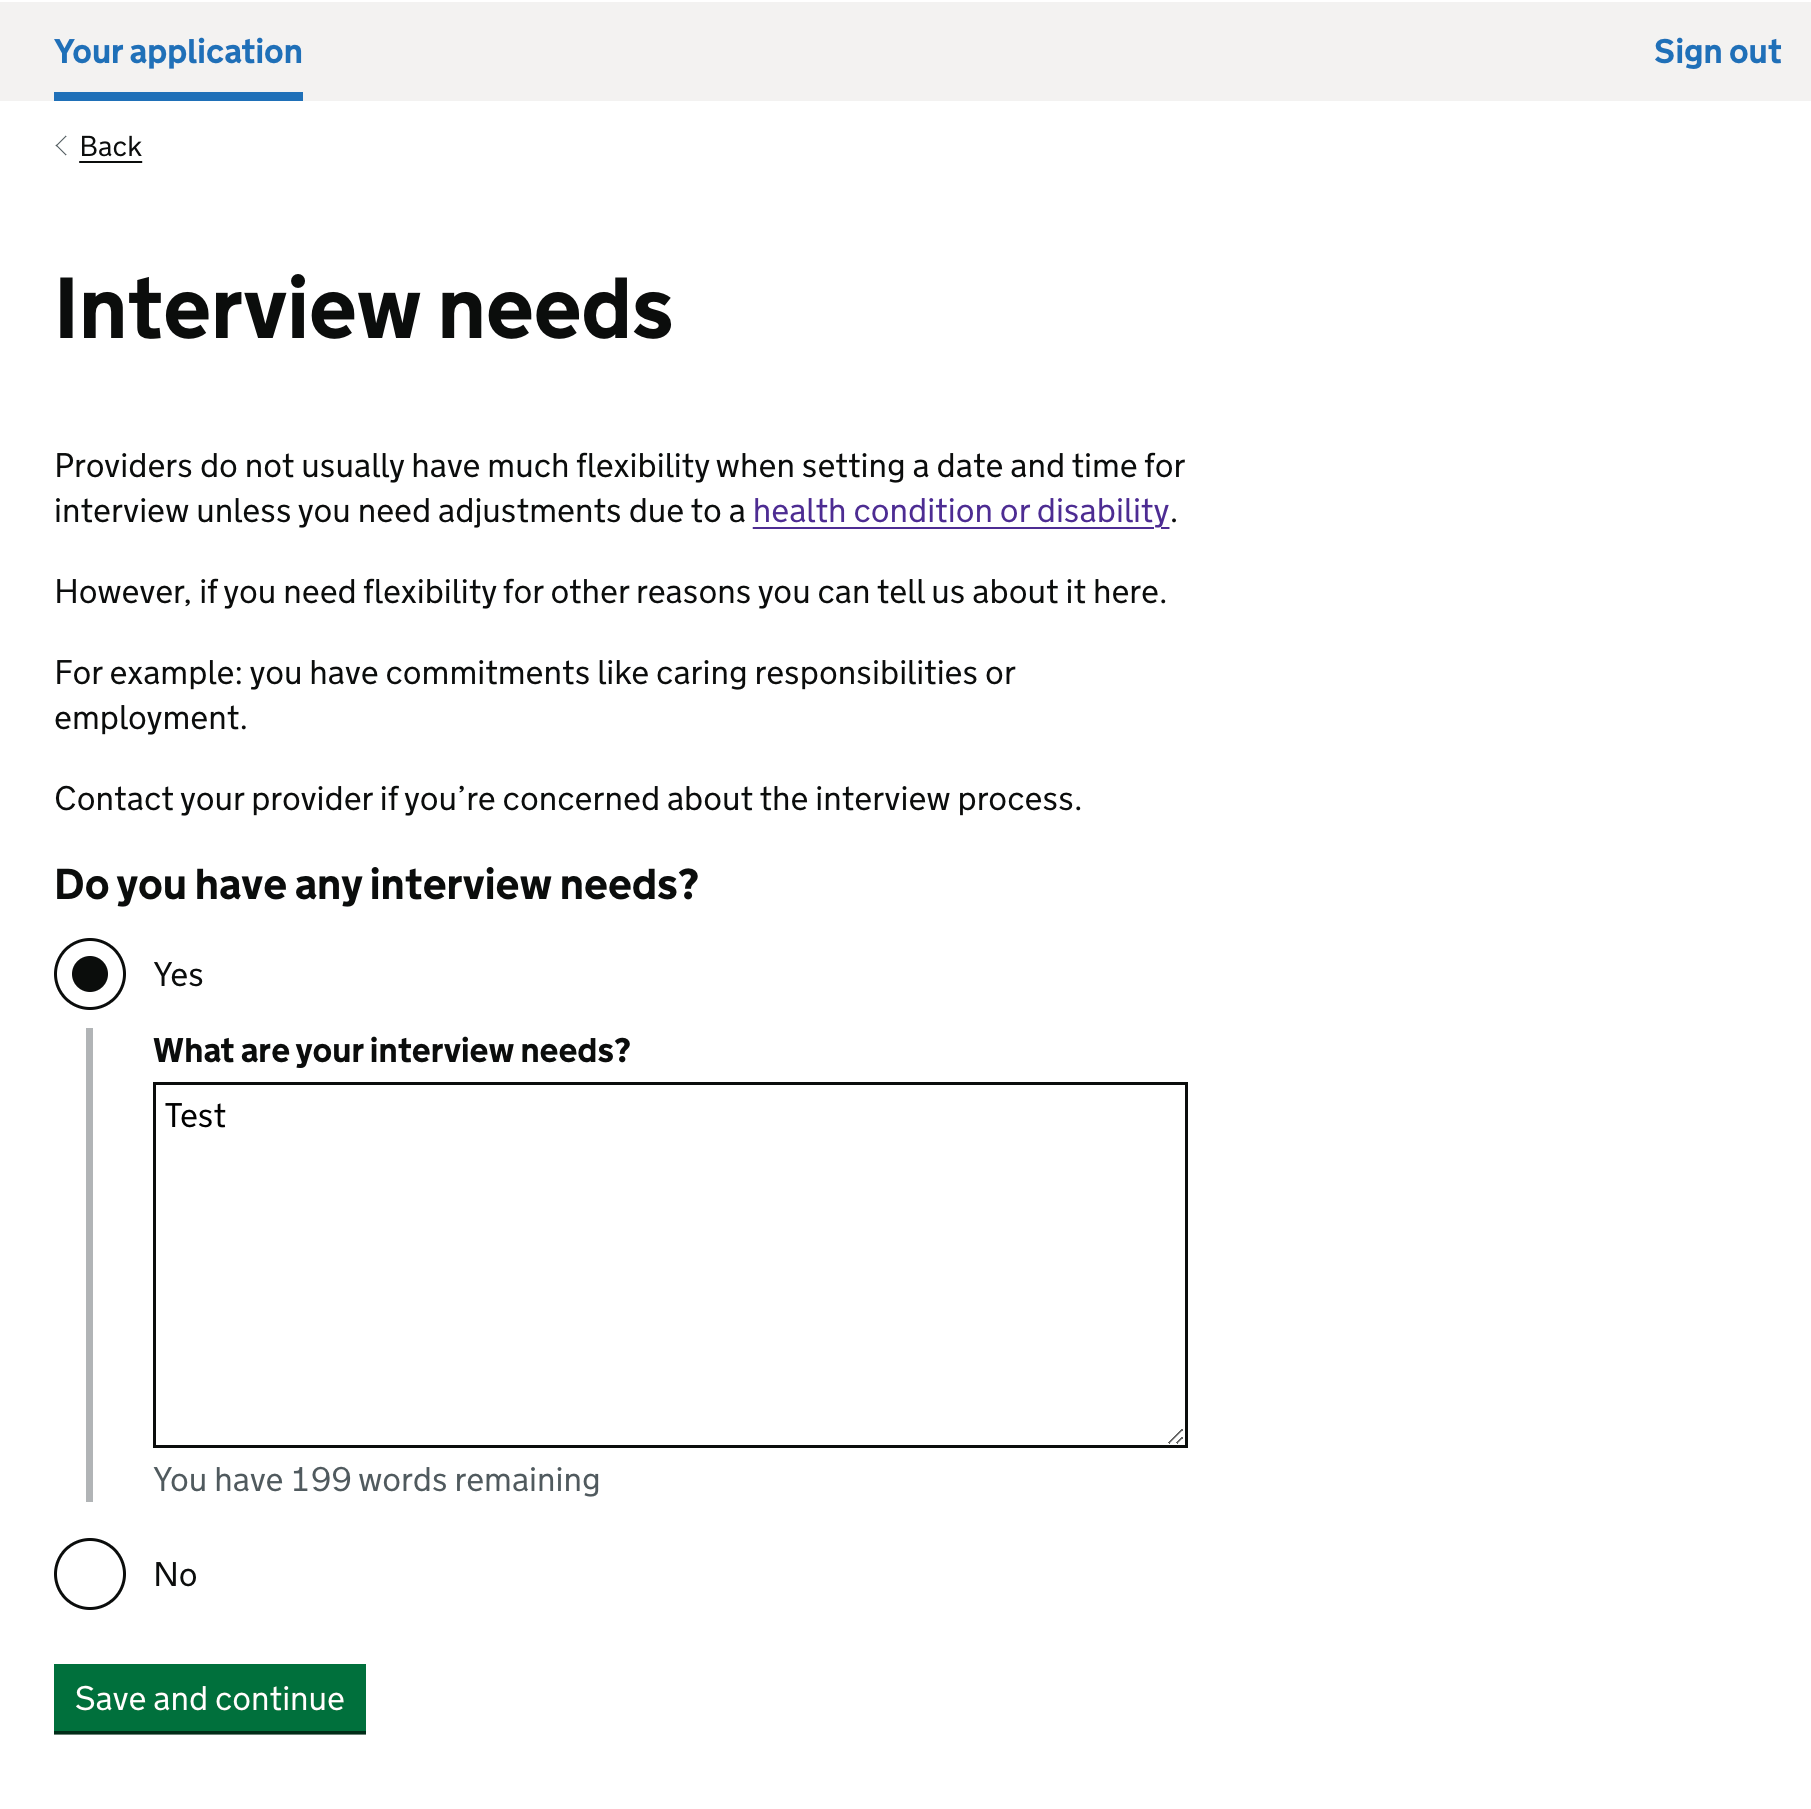 Your application
Sign out
Back
Interview needs
Providers do not usually have much flexibility when setting a date and time for
interview unless you need adjustments due to a health condition or disability.
However, if you need flexibility for other reasons you can tell us about it here.
For example: you have commitments like caring responsibilities or
employment.
Contact your provider if you’re concerned about the interview process.
Do you have any interview needs?
Yes
What are your interview needs?
Test
You have 199 words remaining
No
Save and continue